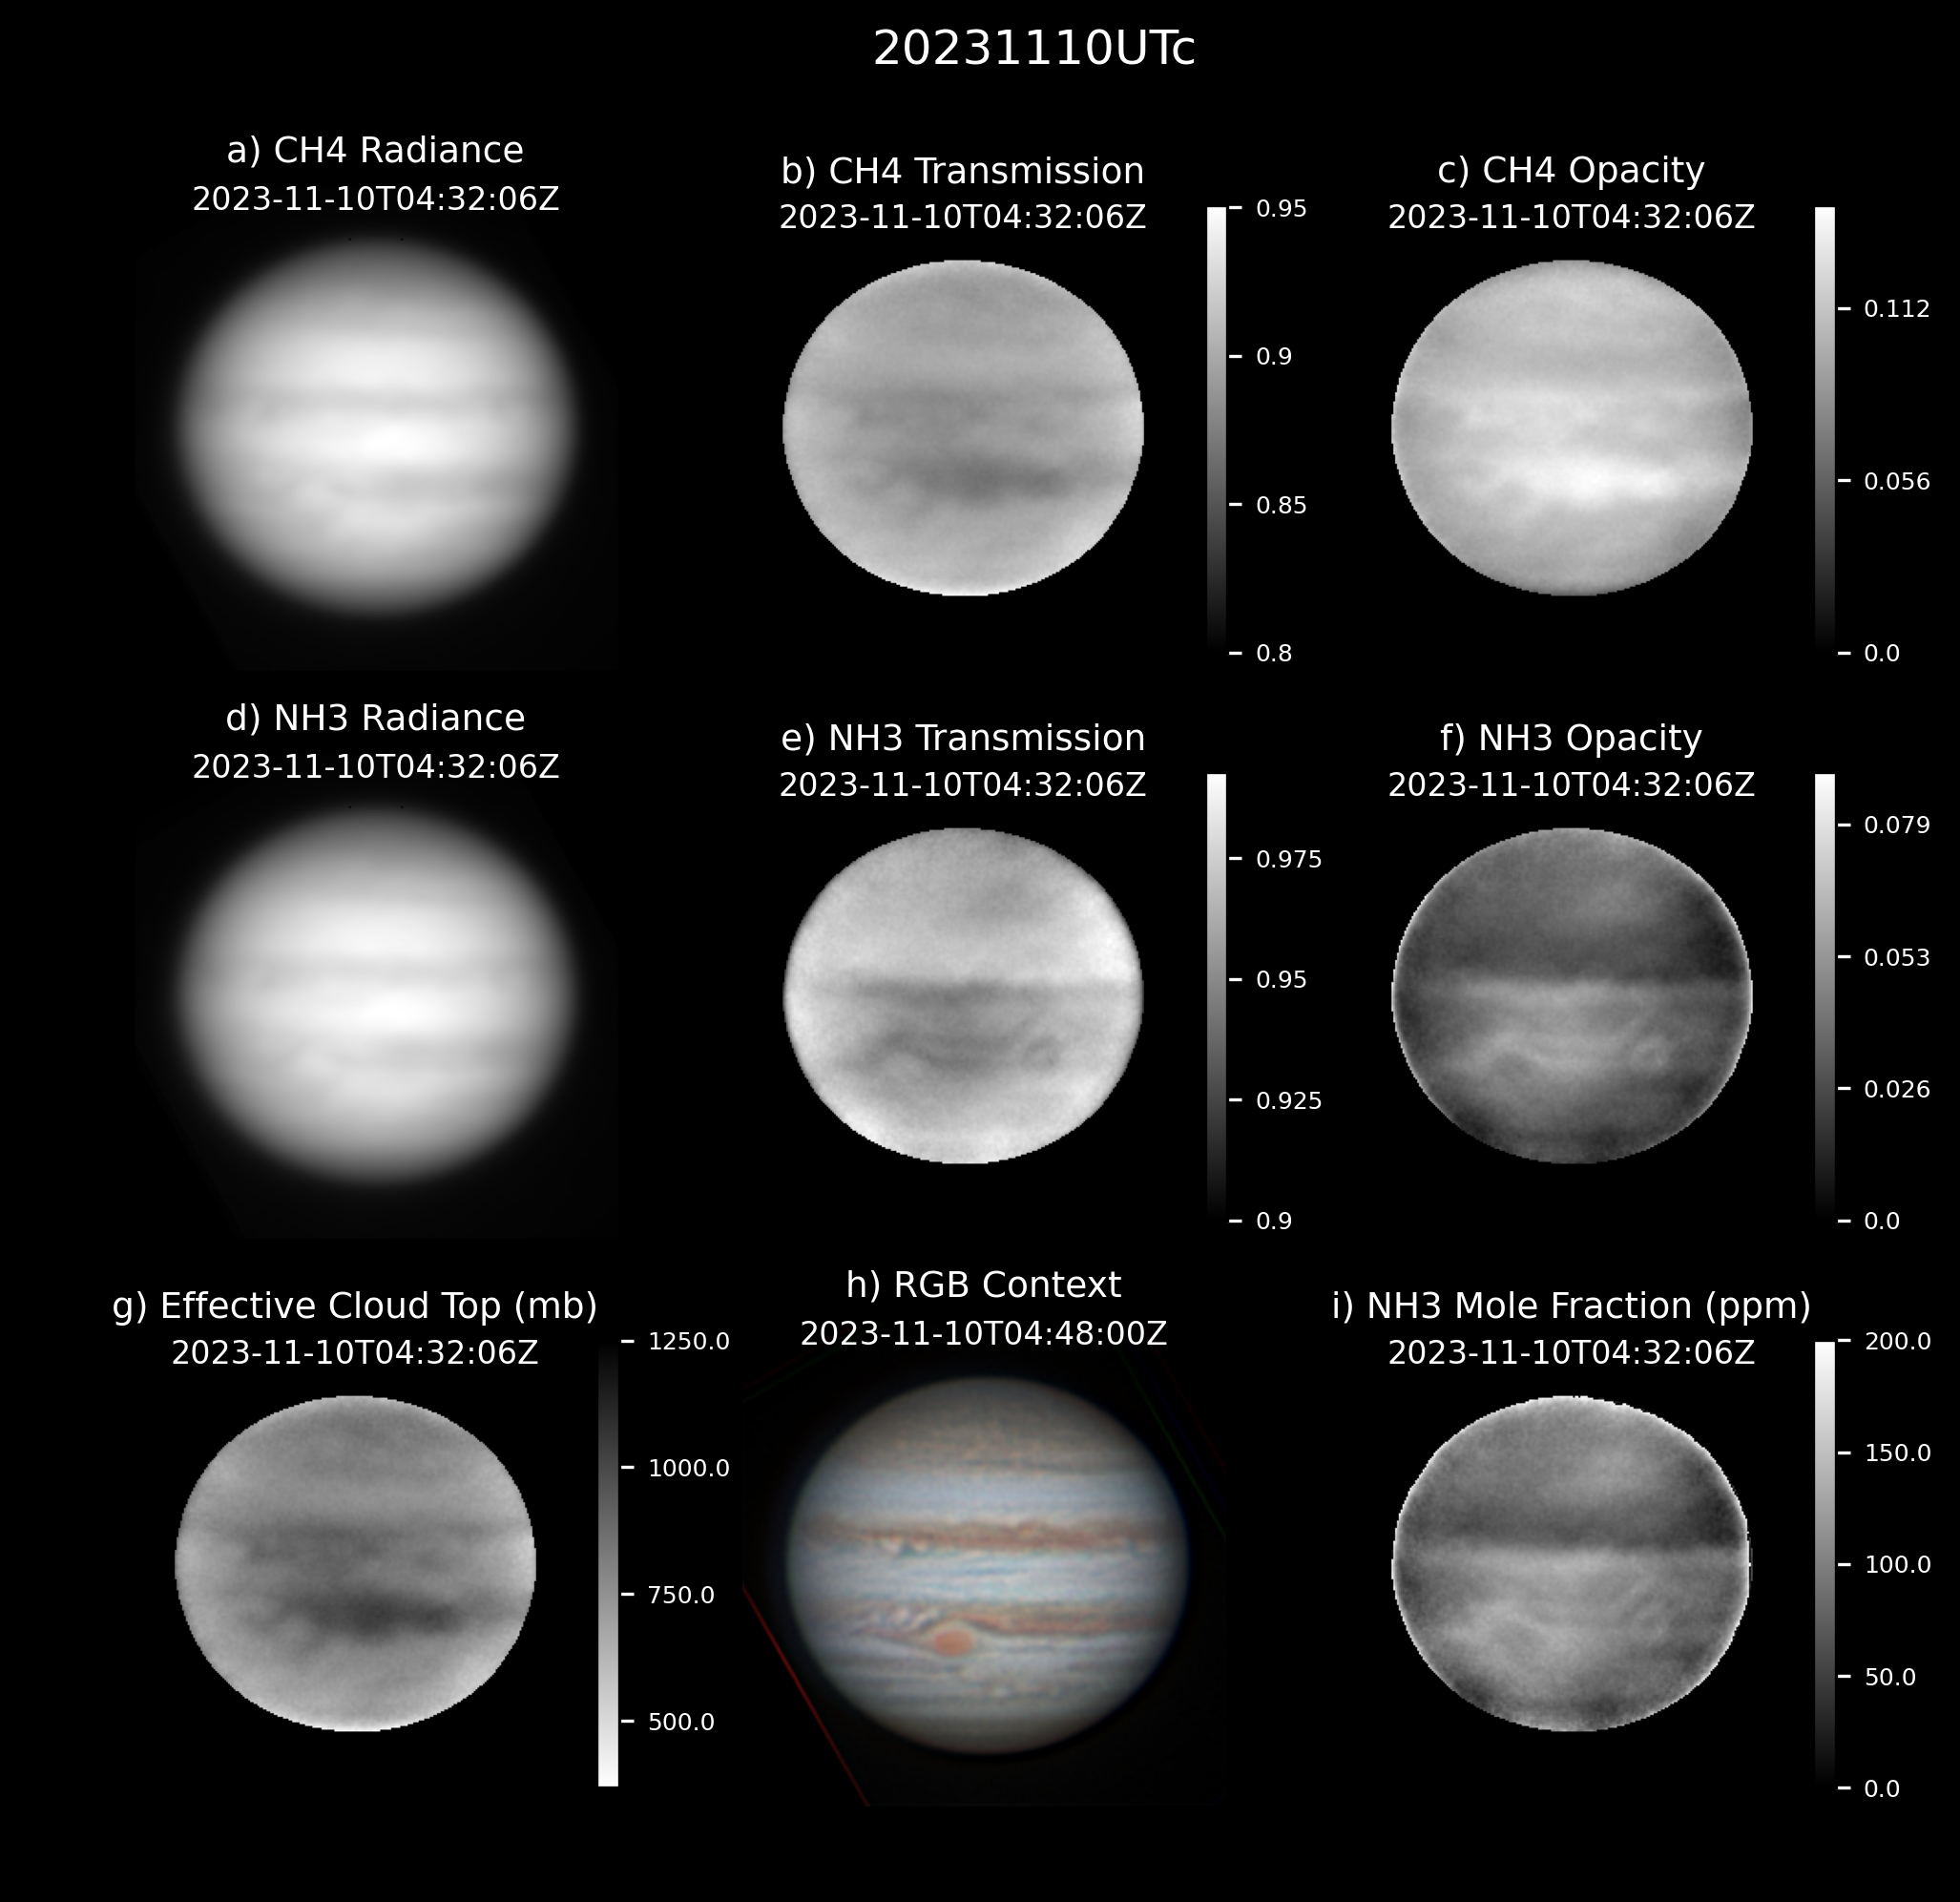 20231110UTc
a) CH4 Radiance
2023-11-10T04:32:06Z
b) CH4 Transmission
2023-11-10T04:32:06Z
0.95
0.9
0.85
0.8
c) CH4 Opacity
2023-11-10T04:32:06Z
0.112
0.056
0.0
d) NH3 Radiance
2023-11-10T04:32:06Z
e) NH3 Transmission
2023-11-10T04:32:06Z
0.975
0.95
0.925
0.9
f) NH3 Opacity
2023-11-10T04:32:06Z
0.079
0.053
0.026
0.0
g) Effective Cloud Top (mb)
2023-11-10T04:32:06Z
1250.0
1000.0
750.0
500.0
h) RGB Context
2023-11-10T04:48:00Z
i) NH3 Mole Fraction (ppm)
2023-11-10T04:32:06Z
200.0
150.0
100.0
50.0
0.0